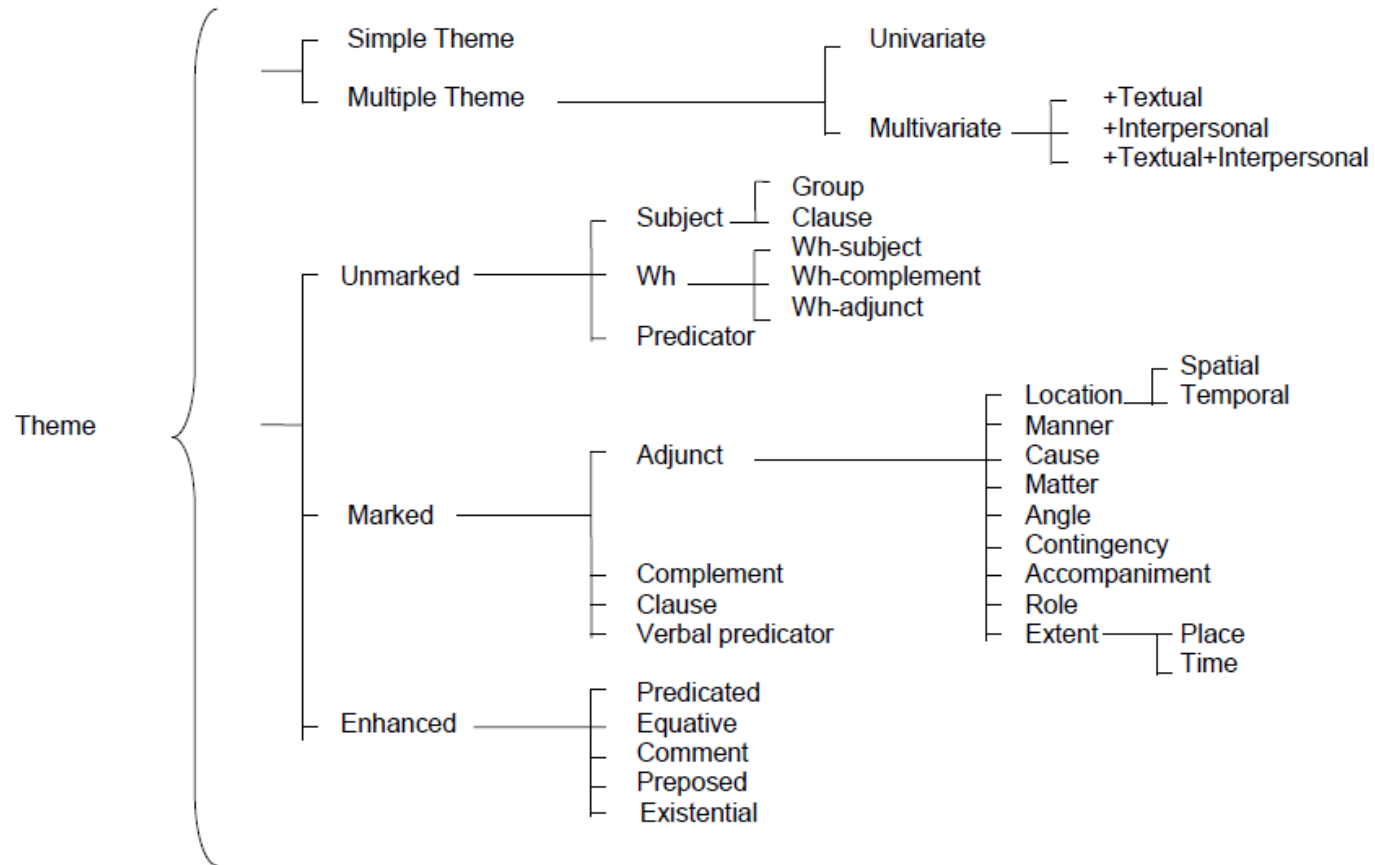 Simple Theme
Univariate
Multiple Theme
+Textual
Multivariate
+Interpersonal
+Textual+Interpersonal
Group
Subject
Clause
Wh-subject
Unmarked
Wh
Wh-complement
Wh-adjunct
Predicator
Spatial
Location
Temporal
Theme
Manner
Adjunct
Cause
Matter
Marked
Angle
Contingency
Complement
Accompaniment
Clause
Role
Verbal predicator
Extent
Place
Time
Predicated
Enhanced
Equative
Comment
Preposed
Existential